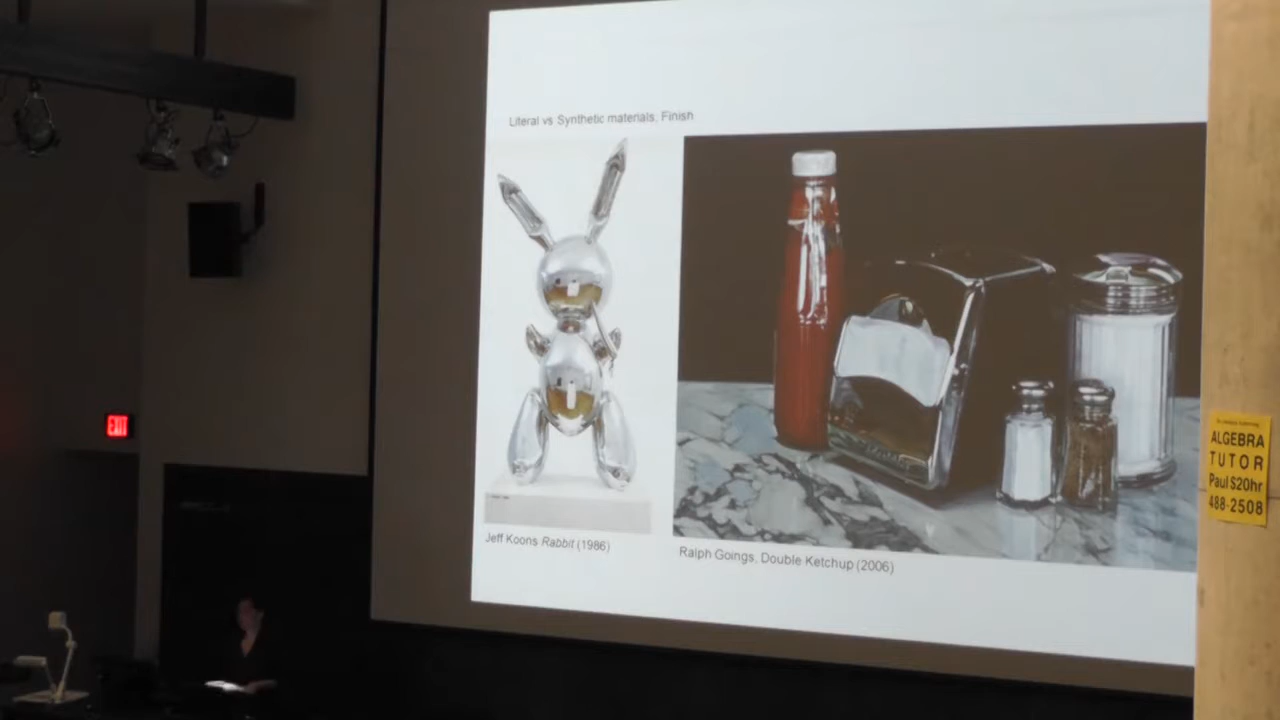 Literal vs Synthetic materials, Finish
Jeff Koons Rabbit (1986)
Ralph Goings, Double Ketchup (2006)
EXIT
ALGEBRA
TUTOR
Paul $20hr
488-2508